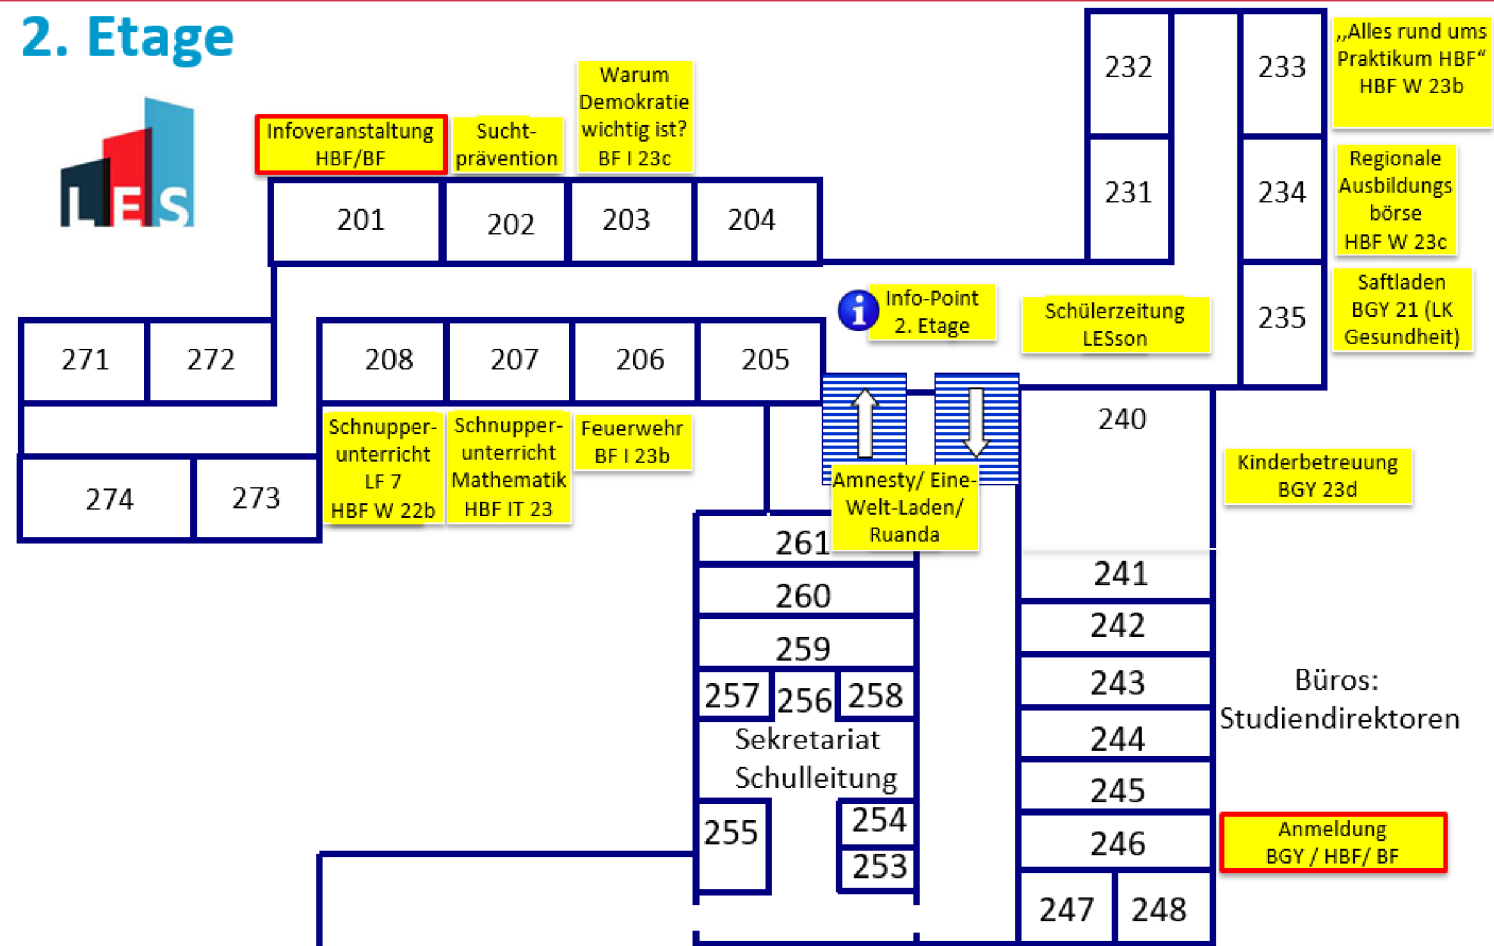 2. Etage
LES
Infoveranstaltung
HBF/BF
Sucht-
prävention
Warum
Demokratie
wichtig ist?
BF I 23c
201
202
203
204
232
233
231
234
235
„Alles rund ums
Praktikum HBF“
HBF W 23b
Regionale
Ausbildungs
börse
HBF W 23c
Saftladen
BGY 21 (LK
Gesundheit)
i
Info-Point
2. Etage
Schülerzeitung
LESson
271
272
208
207
206
205
274
273
Schnupper-
unterricht
LF 7
HBF W 22b
Schnupper-
unterricht
Mathematik
HBF IT 23
Feuerwehr
BF I 23b
Amnesty/ Eine-
Welt-Laden/
Ruanda
240
Kinderbetreuung
BGY 23d
261
260
259
257
256
258
Sekretariat
Schulleitung
255
254
253
241
242
243
244
245
246
247
248
Büros:
Studiendirektoren
Anmeldung
BGY / HBF/ BF